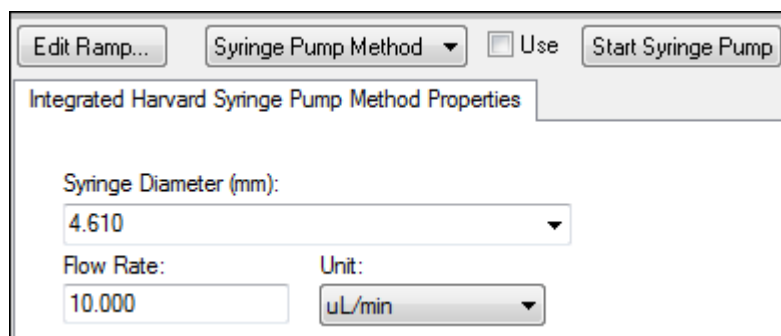 Edit Ramp... Syringe Pump Method Use Start Syringe Pump
Integrated Harvard Syringe Pump Method Properties
Syringe Diameter (mm):
4.610
Flow Rate: Unit:
10.000 uL/min